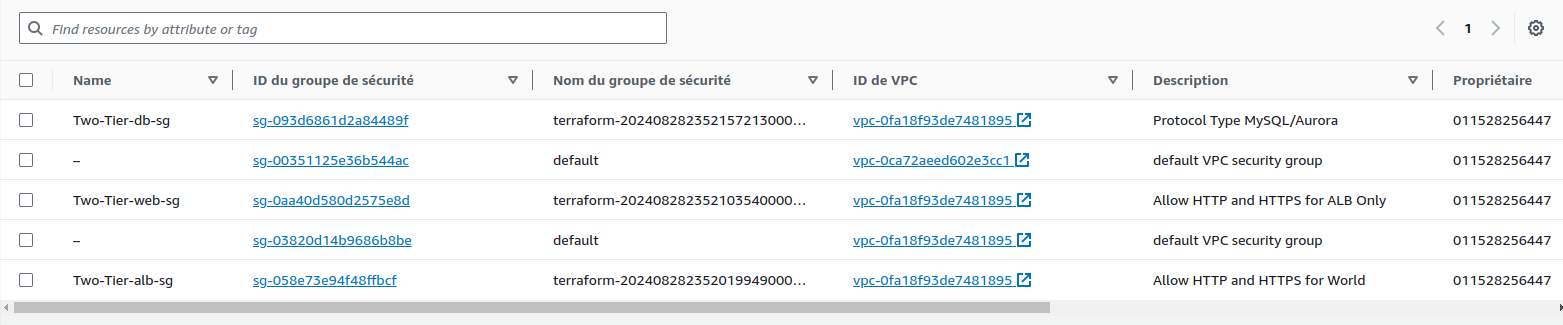 Find resources by attribute or tag
1
Name ID du groupe de sécurité Nom du groupe de sécurité ID de VPC Description Propriétaire
Two-Tier-db-sg sg-093d6861d2a84489f terraform-202408282352157213000... vpc-0fa18f93de7481895 Protocol Type MySQL/Aurora 011528256447
– sg-00351125e36b544ac default vpc-0ca72aeed602e3cc1 default VPC security group 011528256447
Two-Tier-web-sg sg-0aa40d580d2575e8d terraform-202408282352103540000... vpc-0fa18f93de7481895 Allow HTTP and HTTPS for ALB Only 011528256447
– sg-03820d14b9686b8be default vpc-0fa18f93de7481895 default VPC security group 011528256447
Two-Tier-alb-sg sg-058e73e94f48ffbcf terraform-202408282352019949000... vpc-0fa18f93de7481895 Allow HTTP and HTTPS for World 011528256447